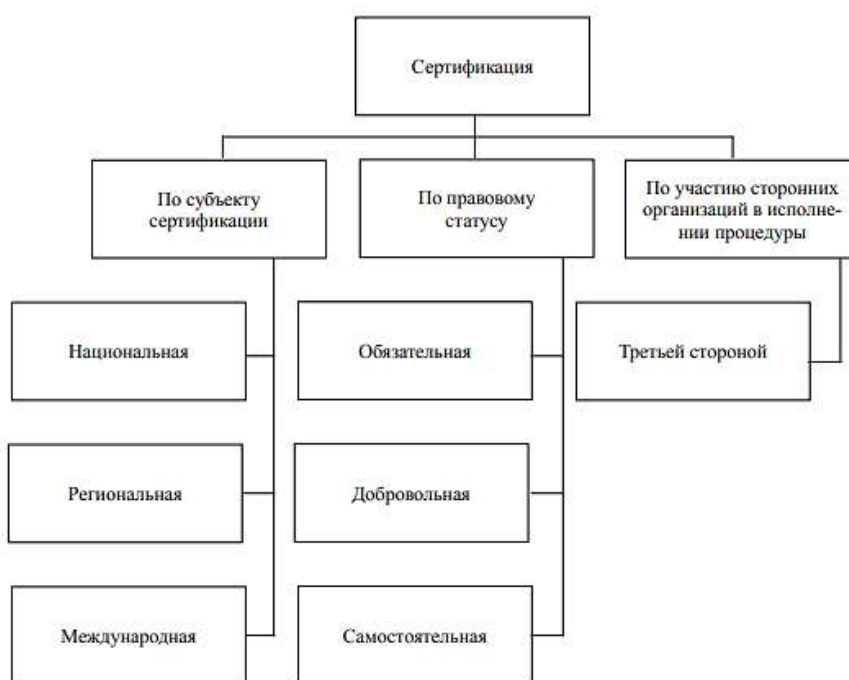 Сертификация
По субъекту
сертификации
По правовому
статусу
По участию сторонних
организаций в исполне-
нии процедуры
Национальная
Обязательная
Третьей стороной
Региональная
Добровольная
Международная
Самостоятельная